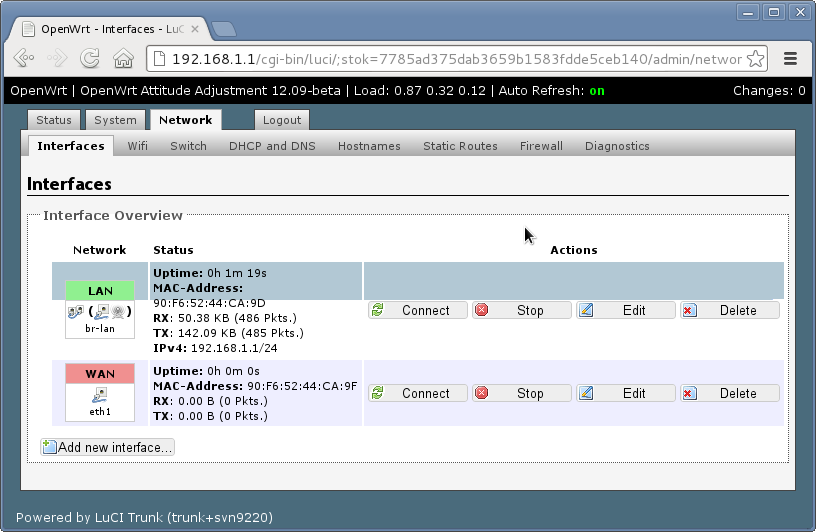 OpenWrt - Interfaces - LuC
192.168.1.1/cgi-bin/luci/;stok=7785ad375dab3659b1583fdde5ceb140/admin/networ
OpenWrt | OpenWrt Attitude Adjustment 12.09-beta | Load: 0.87 0.32 0.12 | Auto Refresh: on Changes: 0
Status System Network Logout
Interfaces Wifi Switch DHCP and DNS Hostnames Static Routes Firewall Diagnostics
Interfaces
Interface Overview
Network Status Actions
LAN
( )
br-lan
Uptime: 0h 1m 19s
MAC-Address:
90:F6:52:44:CA:9D
RX: 50.38 KB (486 Pkts.)
TX: 142.09 KB (485 Pkts.)
IPv4: 192.168.1.1/24
Connect Stop Edit Delete
WAN
eth1
Uptime: 0h 0m 0s
MAC-Address: 90:F6:52:44:CA:9F
RX: 0.00 B (0 Pkts.)
TX: 0.00 B (0 Pkts.)
Connect Stop Edit Delete
Add new interface...
Powered by LuCI Trunk (trunk+svn9220)